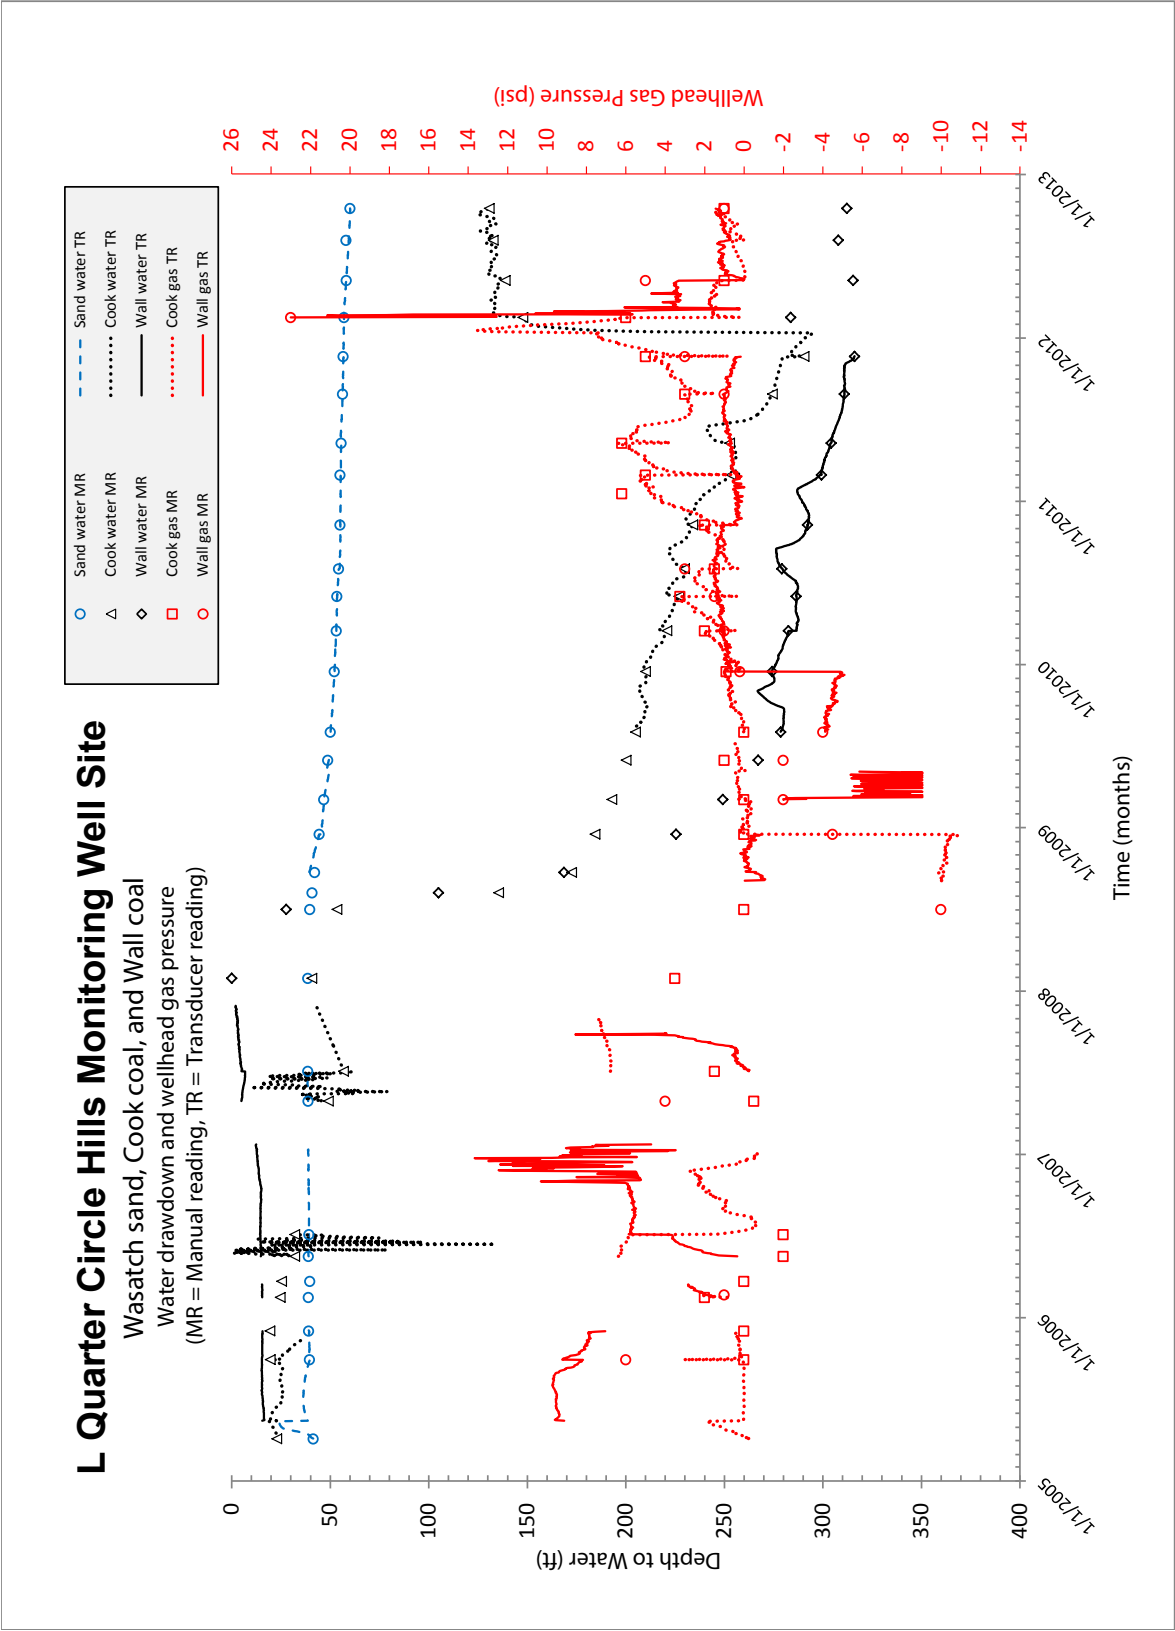 L Quarter Circle Hills Monitoring Well Site
Wasatch sand, Cook coal, and Wall coal
Water drawdown and wellhead gas pressure
(MR = Manual reading, TR = Transducer reading)
Sand water MR
Sand water TR
Cook water MR
Cook water TR
Wall water MR
Wall water TR
Cook gas MR
Cook gas TR
Wall gas MR
Wall gas TR
Depth to Water (ft)
0
50
100
150
200
250
300
350
400
Wellhead Gas Pressure (psi)
26
24
22
20
18
16
14
12
10
8
6
4
2
0
-2
-4
-6
-8
-10
-12
-14
1/1/2005
1/1/2006
1/1/2007
1/1/2008
1/1/2009
1/1/2010
1/1/2011
1/1/2012
1/1/2013
Time (months)